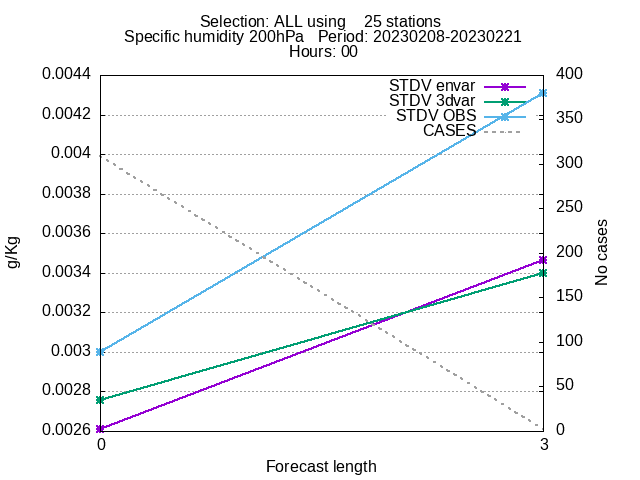 Selection: ALL using    25 stations
Specific humidity 200hPa   Period: 20230208-20230221
Hours: 00
STDV envar
STDV 3dvar
STDV OBS
CASES
0.0044
0.0042
0.004
0.0038
0.0036
0.0034
0.0032
0.003
0.0028
0.0026
g/Kg
400
350
300
250
200
150
100
50
0
No cases
0
3
Forecast length